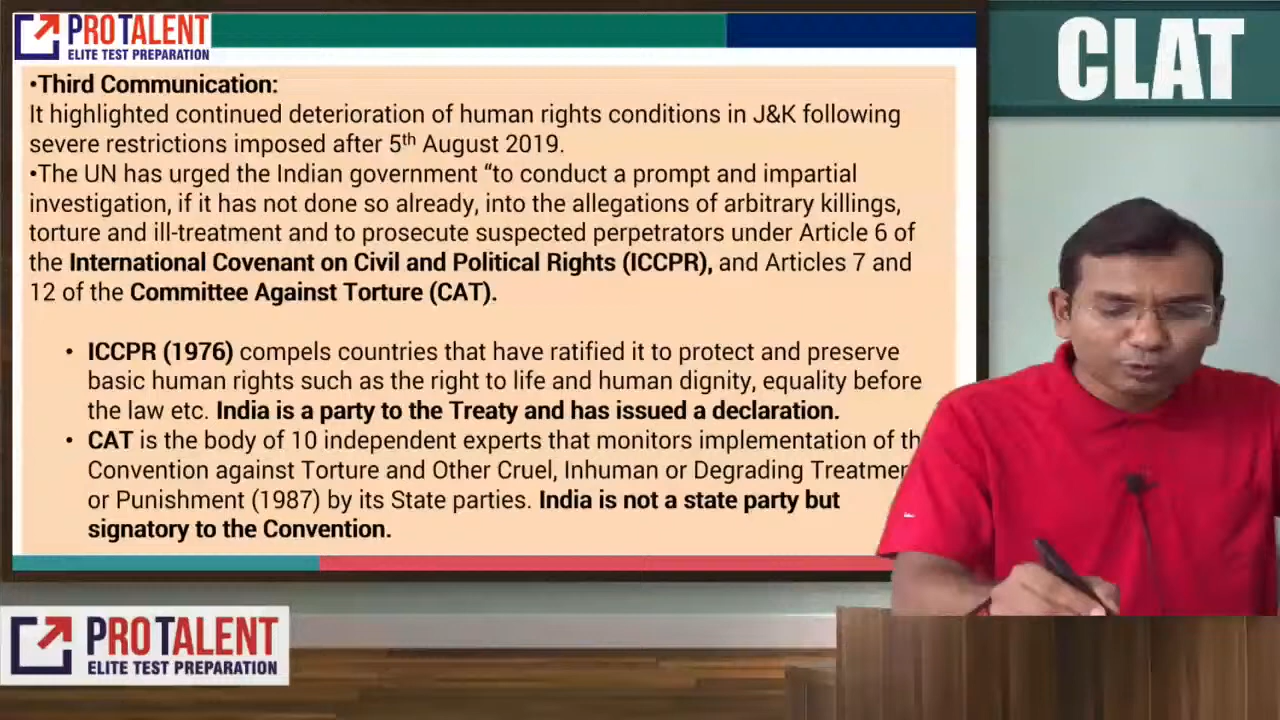 PROTALENT
ELITE TEST PREPARATION
CLAT
•Third Communication:
It highlighted continued deterioration of human rights conditions in J&K following
severe restrictions imposed after 5th August 2019.
•The UN has urged the Indian government “to conduct a prompt and impartial
investigation, if it has not done so already, into the allegations of arbitrary killings,
torture and ill-treatment and to prosecute suspected perpetrators under Article 6 of
the International Covenant on Civil and Political Rights (ICCPR), and Articles 7 and
12 of the Committee Against Torture (CAT).
• ICCPR (1976) compels countries that have ratified it to protect and preserve
basic human rights such as the right to life and human dignity, equality before
the law etc. India is a party to the Treaty and has issued a declaration.
• CAT is the body of 10 independent experts that monitors implementation of th
Convention against Torture and Other Cruel, Inhuman or Degrading Treatmen
or Punishment (1987) by its State parties. India is not a state party but
signatory to the Convention.
PROTALENT
ELITE TEST PREPARATION